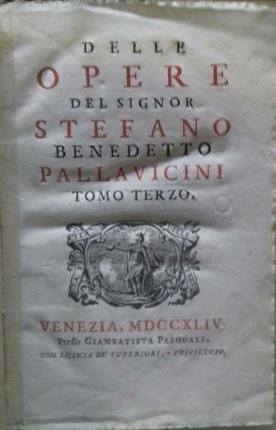 DELLE
OPERE
DEL SIGNOR
STEFANO
BENEDETTO
PALLAVICINI
TOMO TERZO.
VENEZIA, MDCCXLIV.
Presso GIAMBATISTA PASQUALI.
CON LICENZA DE' SUPERIORI, e PRIVILEGIO.